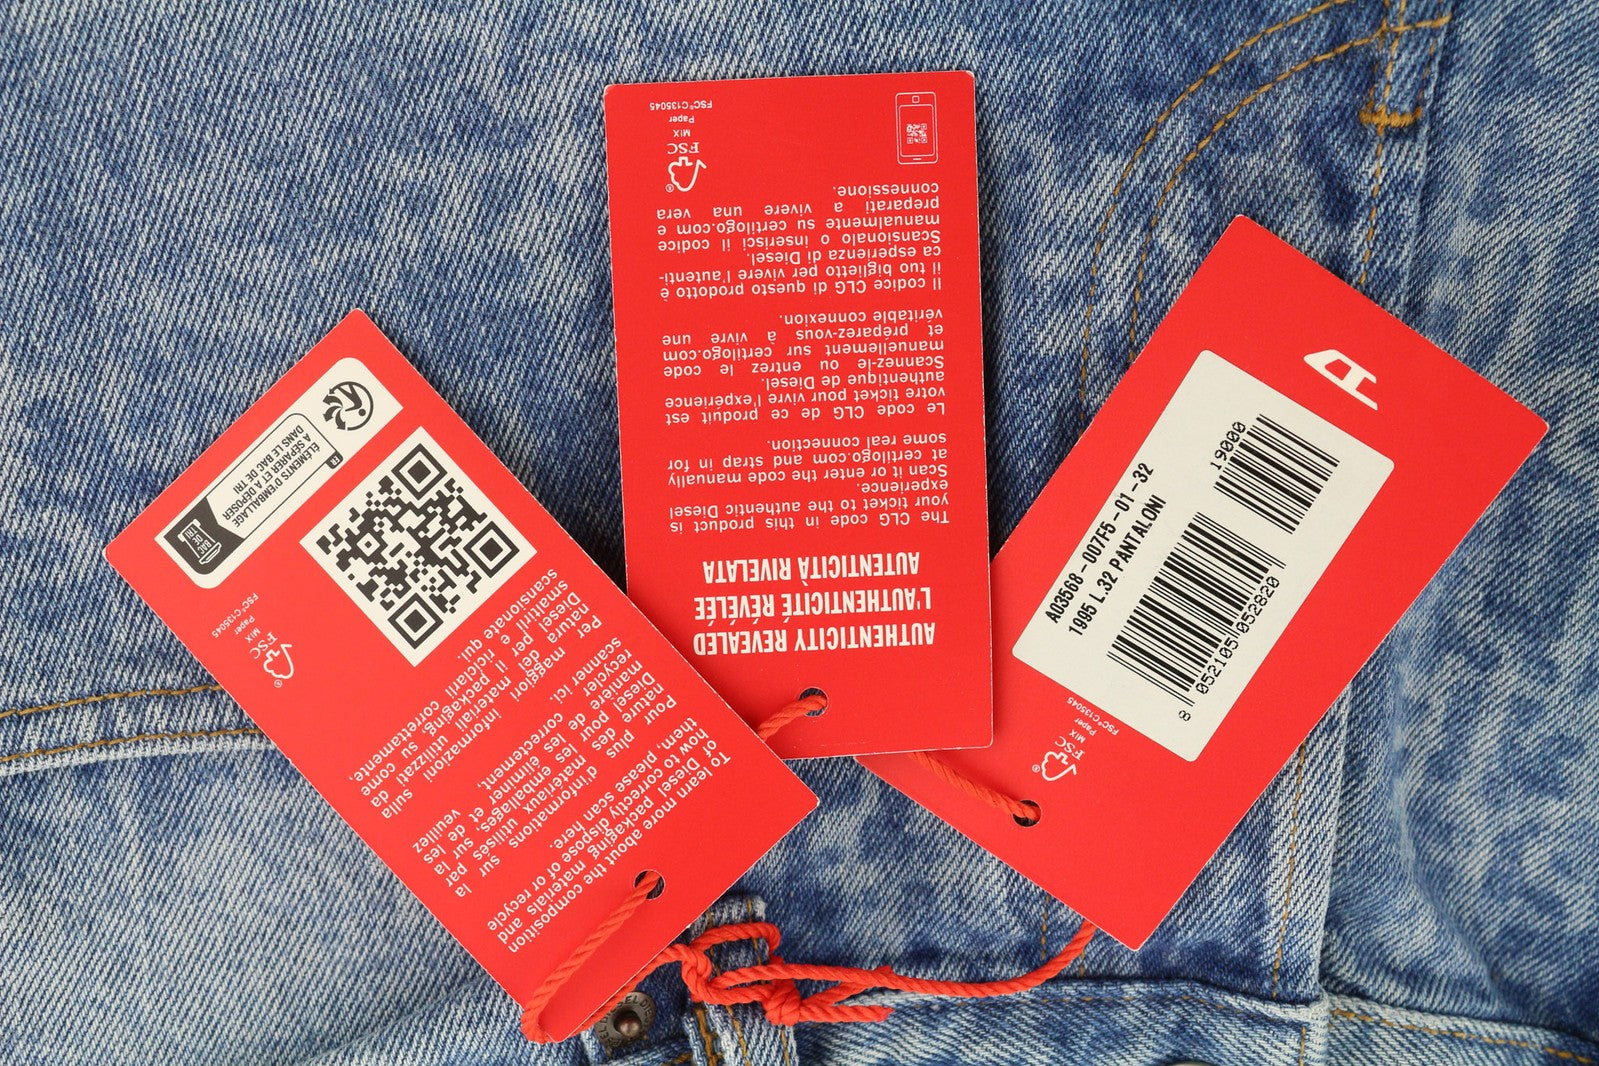 AUTHENTICITY REVEALED
L'AUTHENTICITÉ RÉVÉLÉE
AUTENTICITÀ RIVELATA
The CLG code in this product is
your ticket to the authentic Diesel
experience.
Scan it or enter the code manually
at certilogo.com and strap in for
some real connection.
Le code CLG de ce produit est
votre ticket pour vivre l'expérience
authentique de Diesel.
Scannez-le ou entrez le code
manuellement sur certilogo.com
et préparez-vous à vivre une
véritable connexion.
Il codice CLG di questo prodotto è
il tuo biglietto per vivere l'autenti-
ca esperienza di Diesel.
Scansionalo o inserisci il codice
manualmente su certilogo.com e
preparati a vivere una vera
connessione.
FSC
MIX
Paper
FSC® C135045
To learn more about the composition
of Diesel packaging materials and
how to correctly dispose of or recycle
them, please scan here.
Pour plus d'informations sur la
nature des matériaux utilisés par
Diesel pour les emballages, sur la
manière de les éliminer et de les
recycler correctement, veuillez
scanner ici.
Per maggiori informazioni sulla
natura dei materiali utilizzati da
Diesel per il packaging, su come
smaltirli e riciclarli correttamente,
scansionate qui.
FSC
MIX
Paper
FSC® C135045
FR
ÉLÉMENTS D'EMBALLAGE
À SÉPARER ET À DÉPOSER
DANS LE BAC DE TRI
BAC
DE
TRI
D
A03568-007F5-01-32
1995 L.32 PANTALONI
19000
052105 052820
8
FSC
MIX
Paper
FSC® C135045